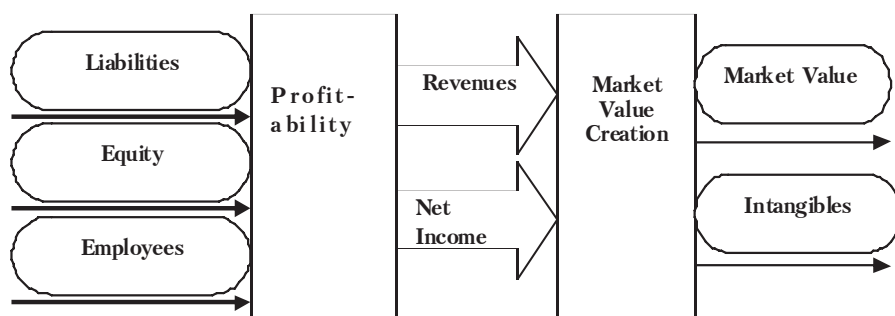 Liabilities
Equity
Employees
Profit-
ability
Revenues
Net
Income
Market
Value
Creation
Market Value
Intangibles